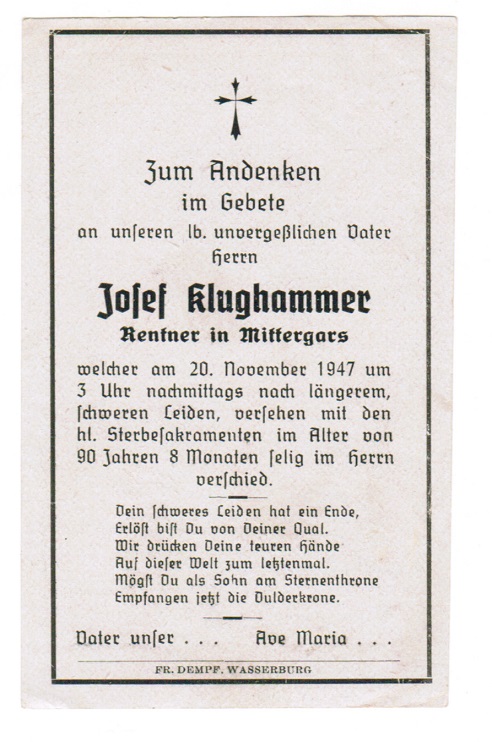 Zum Andenken
im Gebete
an unseren lb. unvergeßlichen Vater
Herrn
Josef Klughammer
Rentner in Mittergars
welcher am 20. November 1947 um
3 Uhr nachmittags nach längerem,
schweren Leiden, versehen mit den
hl. Sterbesakramenten im Alter von
90 Jahren 8 Monaten selig im Herrn
verschied.
Dein schweres Leiden hat ein Ende,
Erlöst bist Du von Deiner Qual.
Wir drücken Deine teuren Hände
Auf dieser Welt zum letztenmal.
Mögst Du als Sohn am Sternenthrone
Empfangen jetzt die Dulderkrone.
Vater unser . . . Ave Maria . . .
FR. DEMPF, WASSERBURG